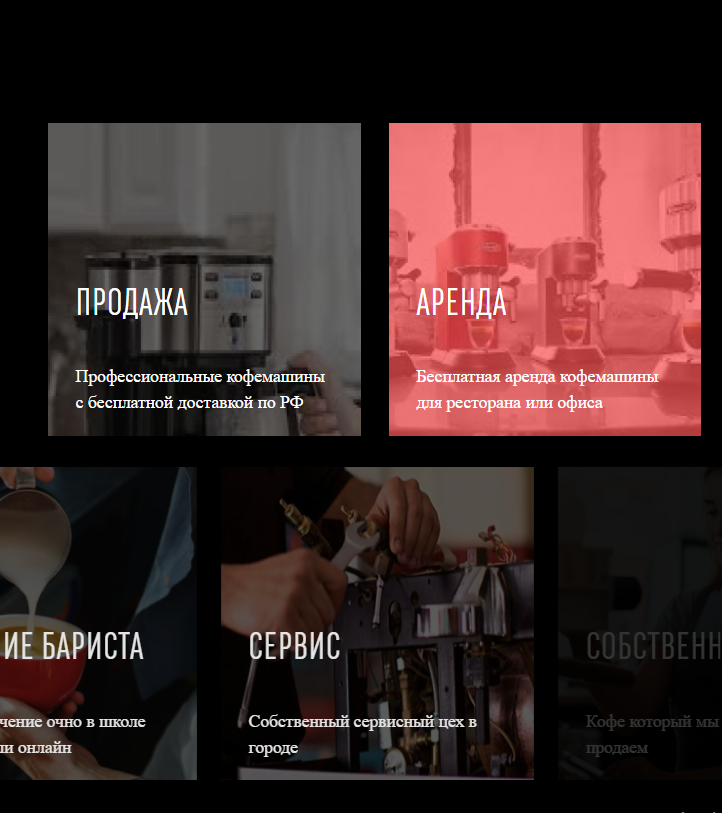 ПРОДАЖА
Профессиональные кофемашины
с бесплатной доставкой по РФ
АРЕНДА
Бесплатная аренда кофемашины
для ресторана или офиса
ИЕ БАРИСТА
чение очно в школе
ли онлайн
СЕРВИС
Собственный сервисный цех в
городе
СОБСТВЕНН
Кофе который мы
продаем